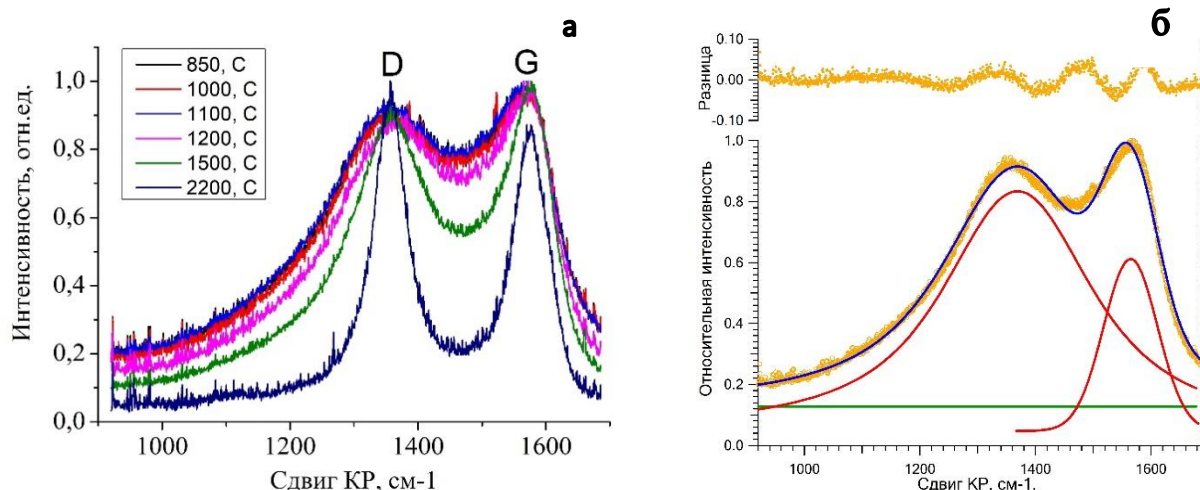 а
D
G
850, C
1000, C
1100, C
1200, C
1500, C
2200, C
Интенсивность, отн.ед.
1,0
0,8
0,6
0,4
0,2
0,0
1000
1200
1400
1600
Сдвиг КР, см-1
б
Разница
0.10
0.00
-0.10
Относительная интенсивность
1.0
0.8
0.6
0.4
0.2
0.0
1000
1200
1400
1600
Сдвиг КР, см-1.